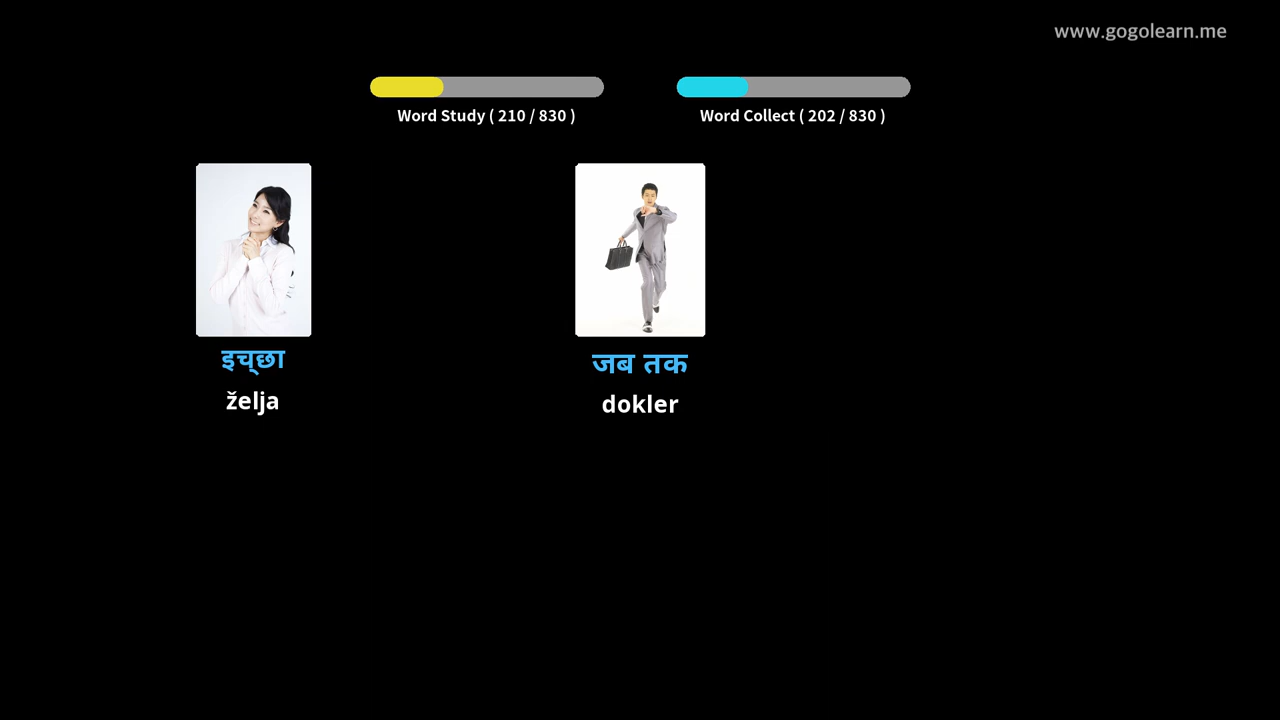 www.gogolearn.me
Word Study ( 210 / 830 )
Word Collect ( 202 / 830 )
इच्छा
želja
जब तक
dokler